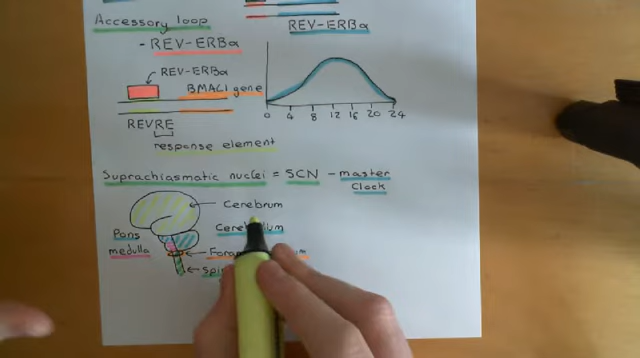 Accessory loop
REV-ERBα
- REV-ERBα
REV-ERBα
BMAL1 gene
REVRE
response element
0 4 8 12 16 20 24
Suprachiasmatic nuclei = SCN - master
Clock
Cerebrum
Pons
medulla